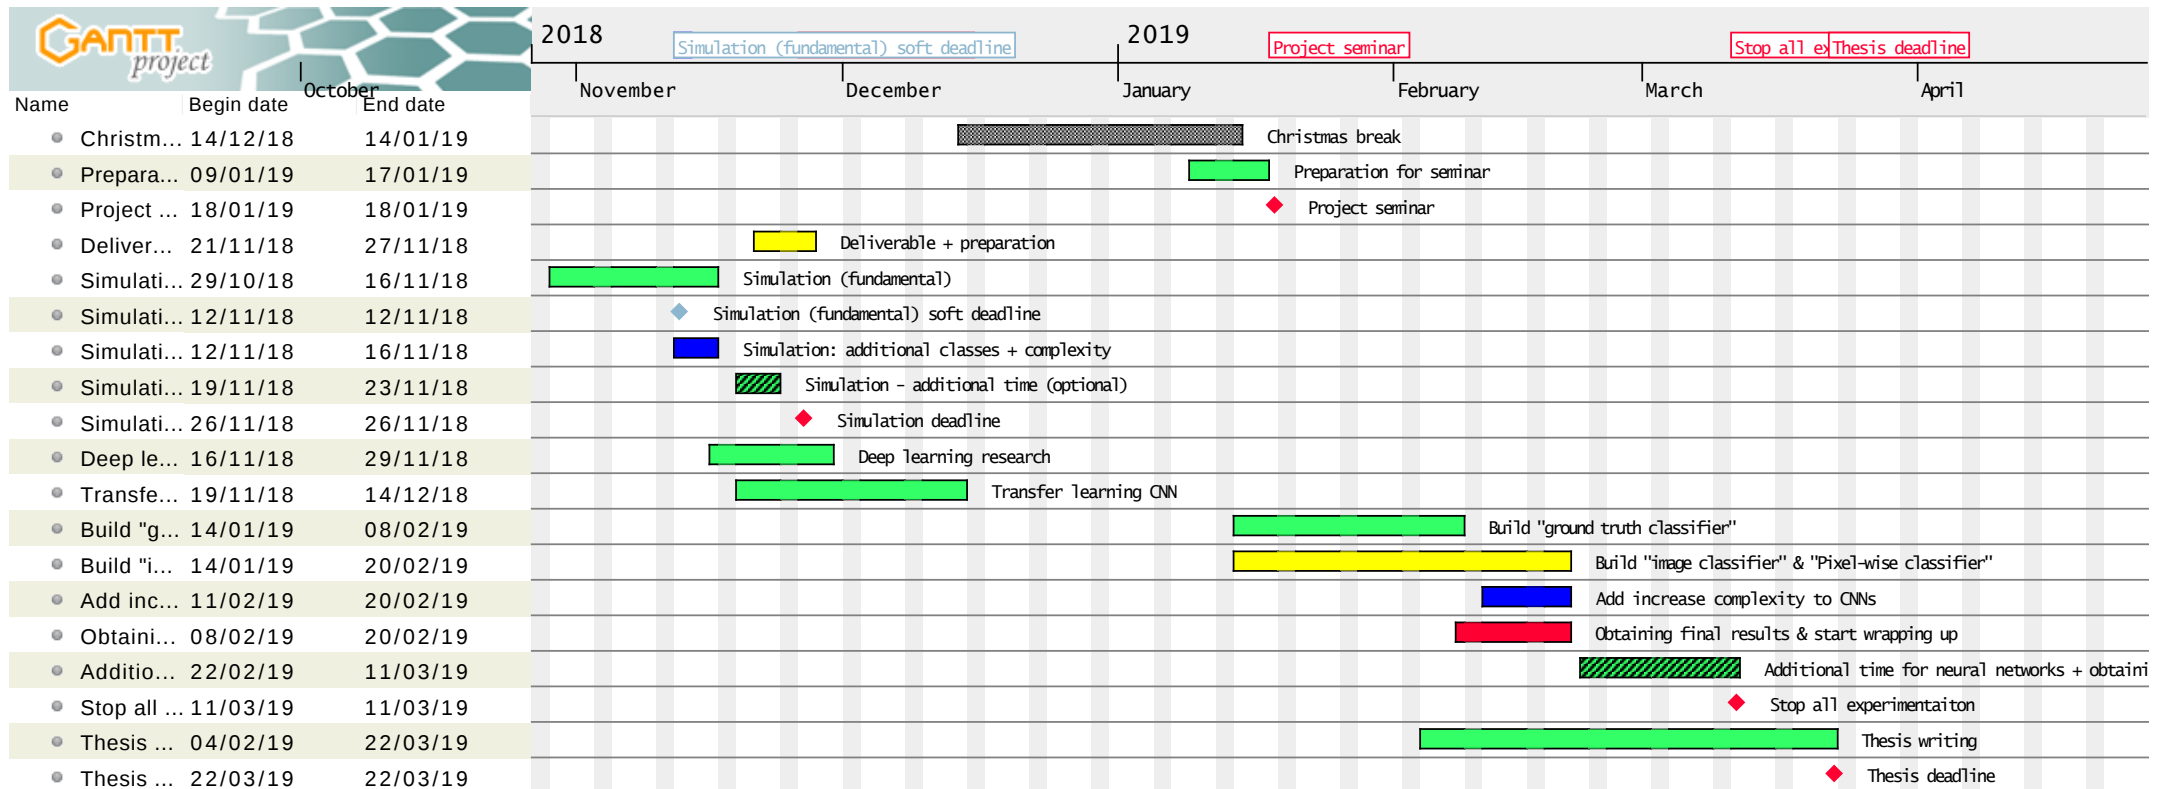 GANTT
project
2018
2019
Simulation (fundamental) soft deadline
Project seminar
Stop all ex
Thesis deadline
October
November
December
January
February
March
April
Name Begin date End date
Christm... 14/12/18 14/01/19 Christmas break
Prepara... 09/01/19 17/01/19 Preparation for seminar
Project ... 18/01/19 18/01/19 Project seminar
Deliver... 21/11/18 27/11/18 Deliverable + preparation
Simulati... 29/10/18 16/11/18 Simulation (fundamental)
Simulati... 12/11/18 12/11/18 Simulation (fundamental) soft deadline
Simulati... 12/11/18 16/11/18 Simulation: additional classes + complexity
Simulati... 19/11/18 23/11/18 Simulation - additional time (optional)
Simulati... 26/11/18 26/11/18 Simulation deadline
Deep le... 16/11/18 29/11/18 Deep learning research
Transfe... 19/11/18 14/12/18 Transfer learning CNN
Build "g... 14/01/19 08/02/19 Build "ground truth classifier"
Build "i... 14/01/19 20/02/19 Build "image classifier" & "Pixel-wise classifier"
Add inc... 11/02/19 20/02/19 Add increase complexity to CNNs
Obtaini... 08/02/19 20/02/19 Obtaining final results & start wrapping up
Additio... 22/02/19 11/03/19 Additional time for neural networks + obtaini
Stop all ... 11/03/19 11/03/19 Stop all experimentaiton
Thesis ... 04/02/19 22/03/19 Thesis writing
Thesis ... 22/03/19 22/03/19 Thesis deadline